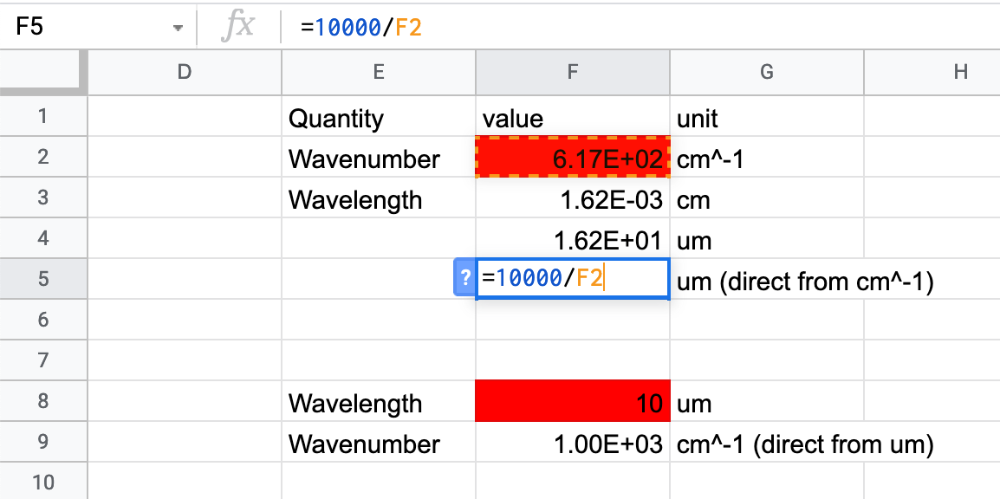 F5 fx =10000/F2
D E F G H
1 Quantity value unit
2 Wavenumber 6.17E+02 cm^-1
3 Wavelength 1.62E-03 cm
4 1.62E+01 um
5 ? =10000/F2 um (direct from cm^-1)
6
7
8 Wavelength 10 um
9 Wavenumber 1.00E+03 cm^-1 (direct from um)
10